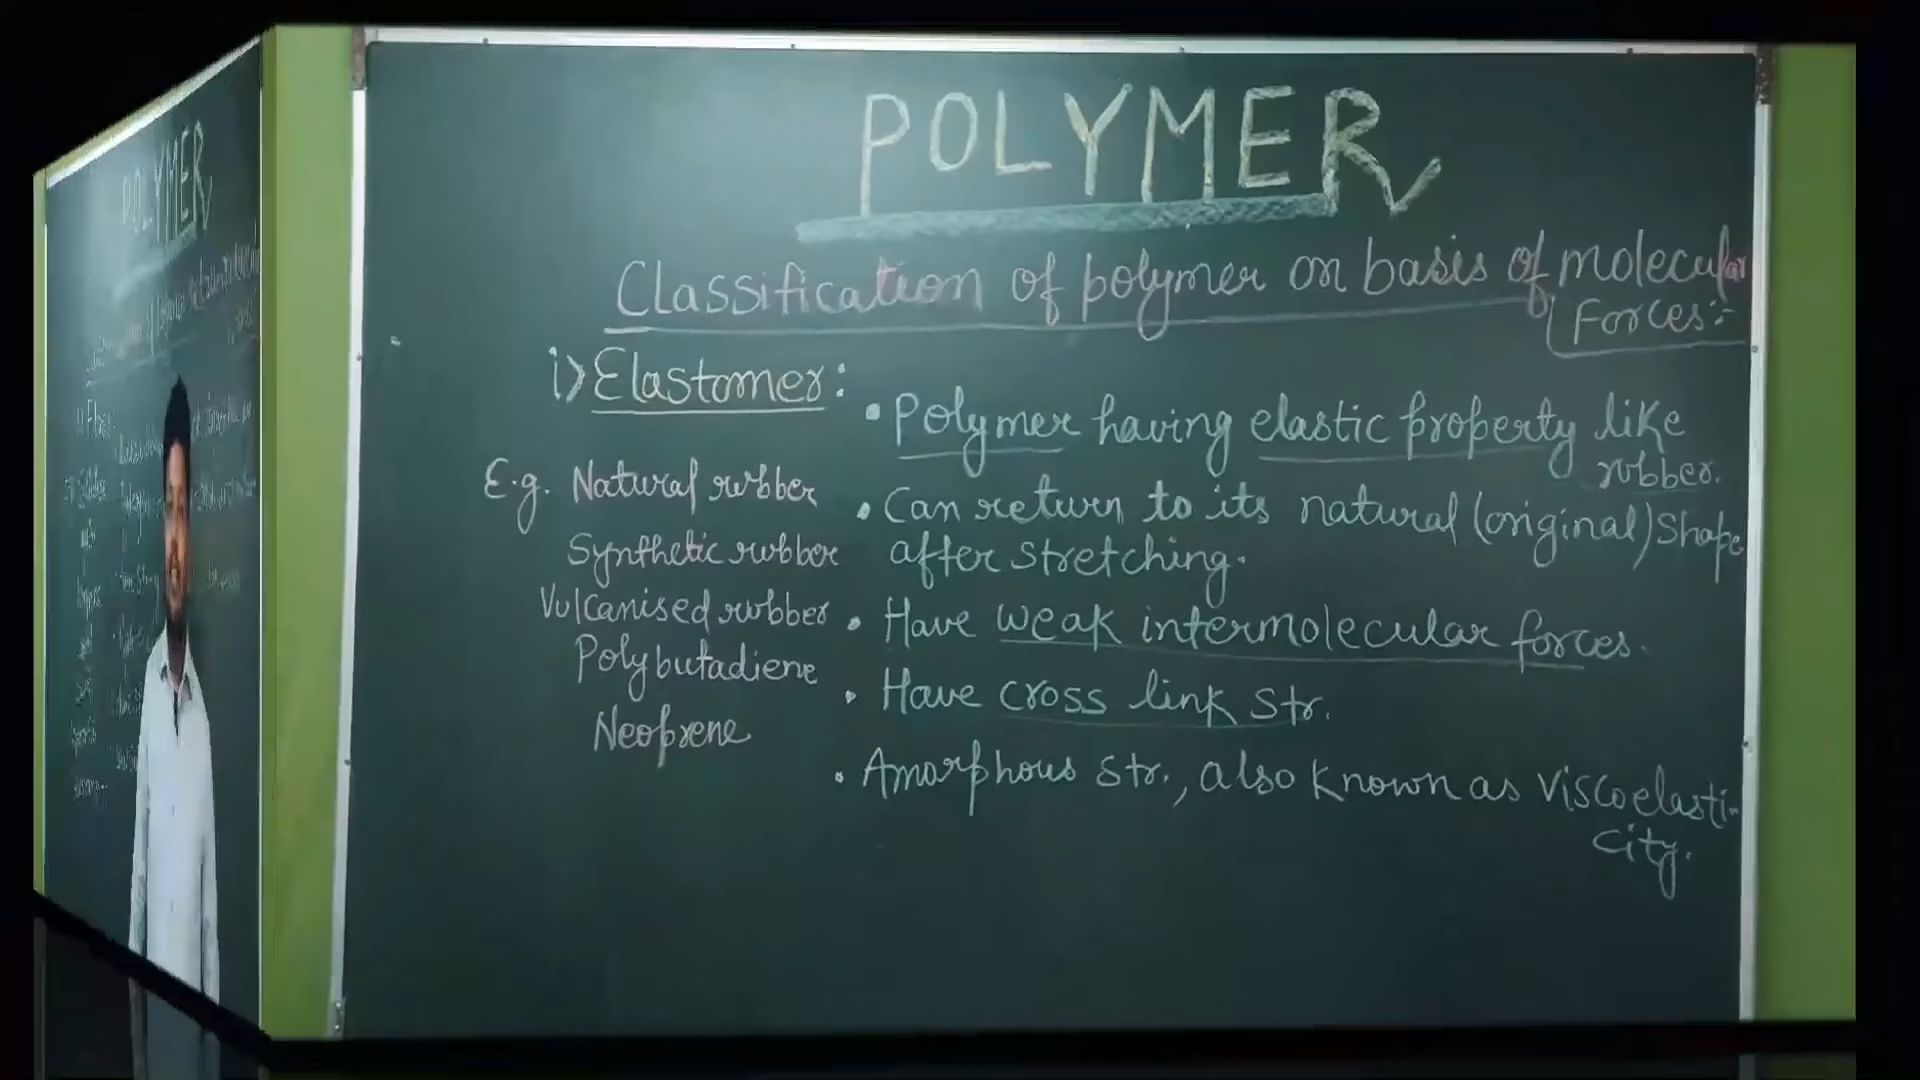 POLYMER
Classification of polymer on basis of molecular
Forces:-
i) Elastomer:
• Polymer having elastic property like
rubber.
E.g. Natural rubber
• Can return to its natural (original) shape
Synthetic rubber
after stretching.
Vulcanised rubber
• Have weak intermolecular forces.
Polybutadiene
• Have cross link str.
Neoprene
• Amorphous str., also known as viscoelasti-
city.
POLYMER